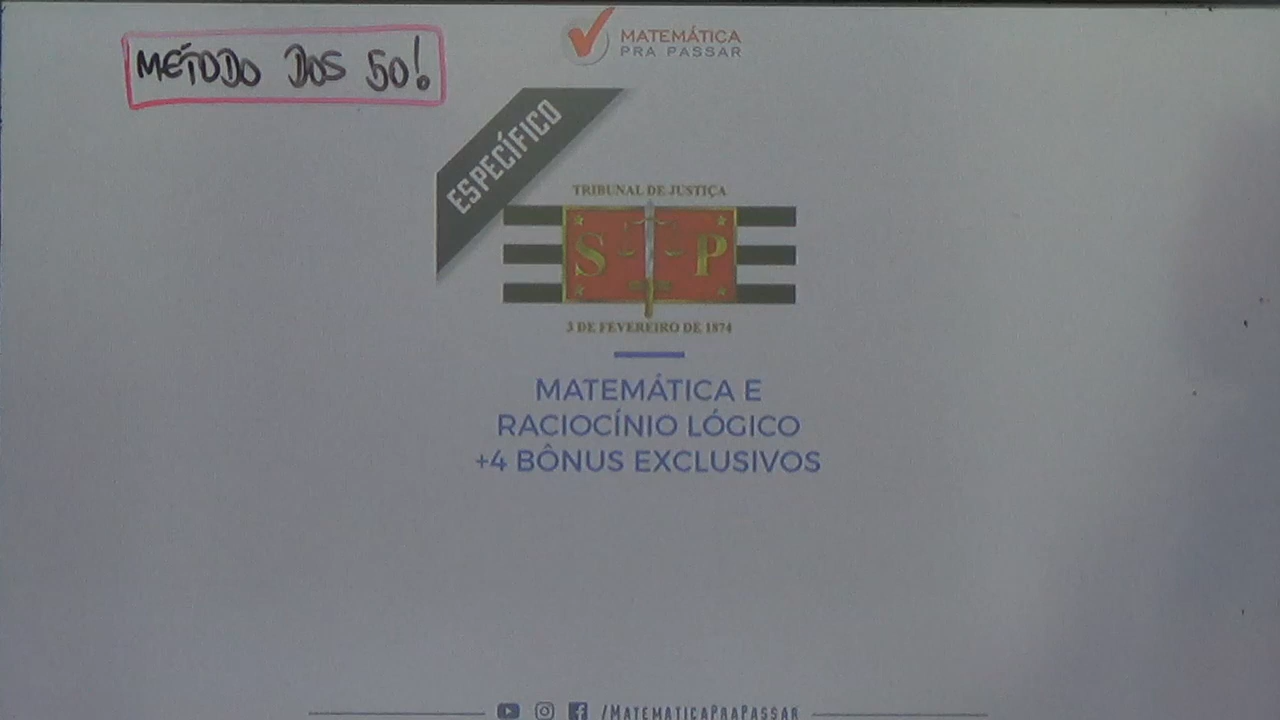 MÉTODO DOS 50!
MATEMÁTICA
PRA PASSAR
ESPECÍFICO
TRIBUNAL DE JUSTIÇA
S P
3 DE FEVEREIRO DE 1874
MATEMÁTICA E
RACIOCÍNIO LÓGICO
+4 BÔNUS EXCLUSIVOS
/MATEMATICAPRAPASSAR